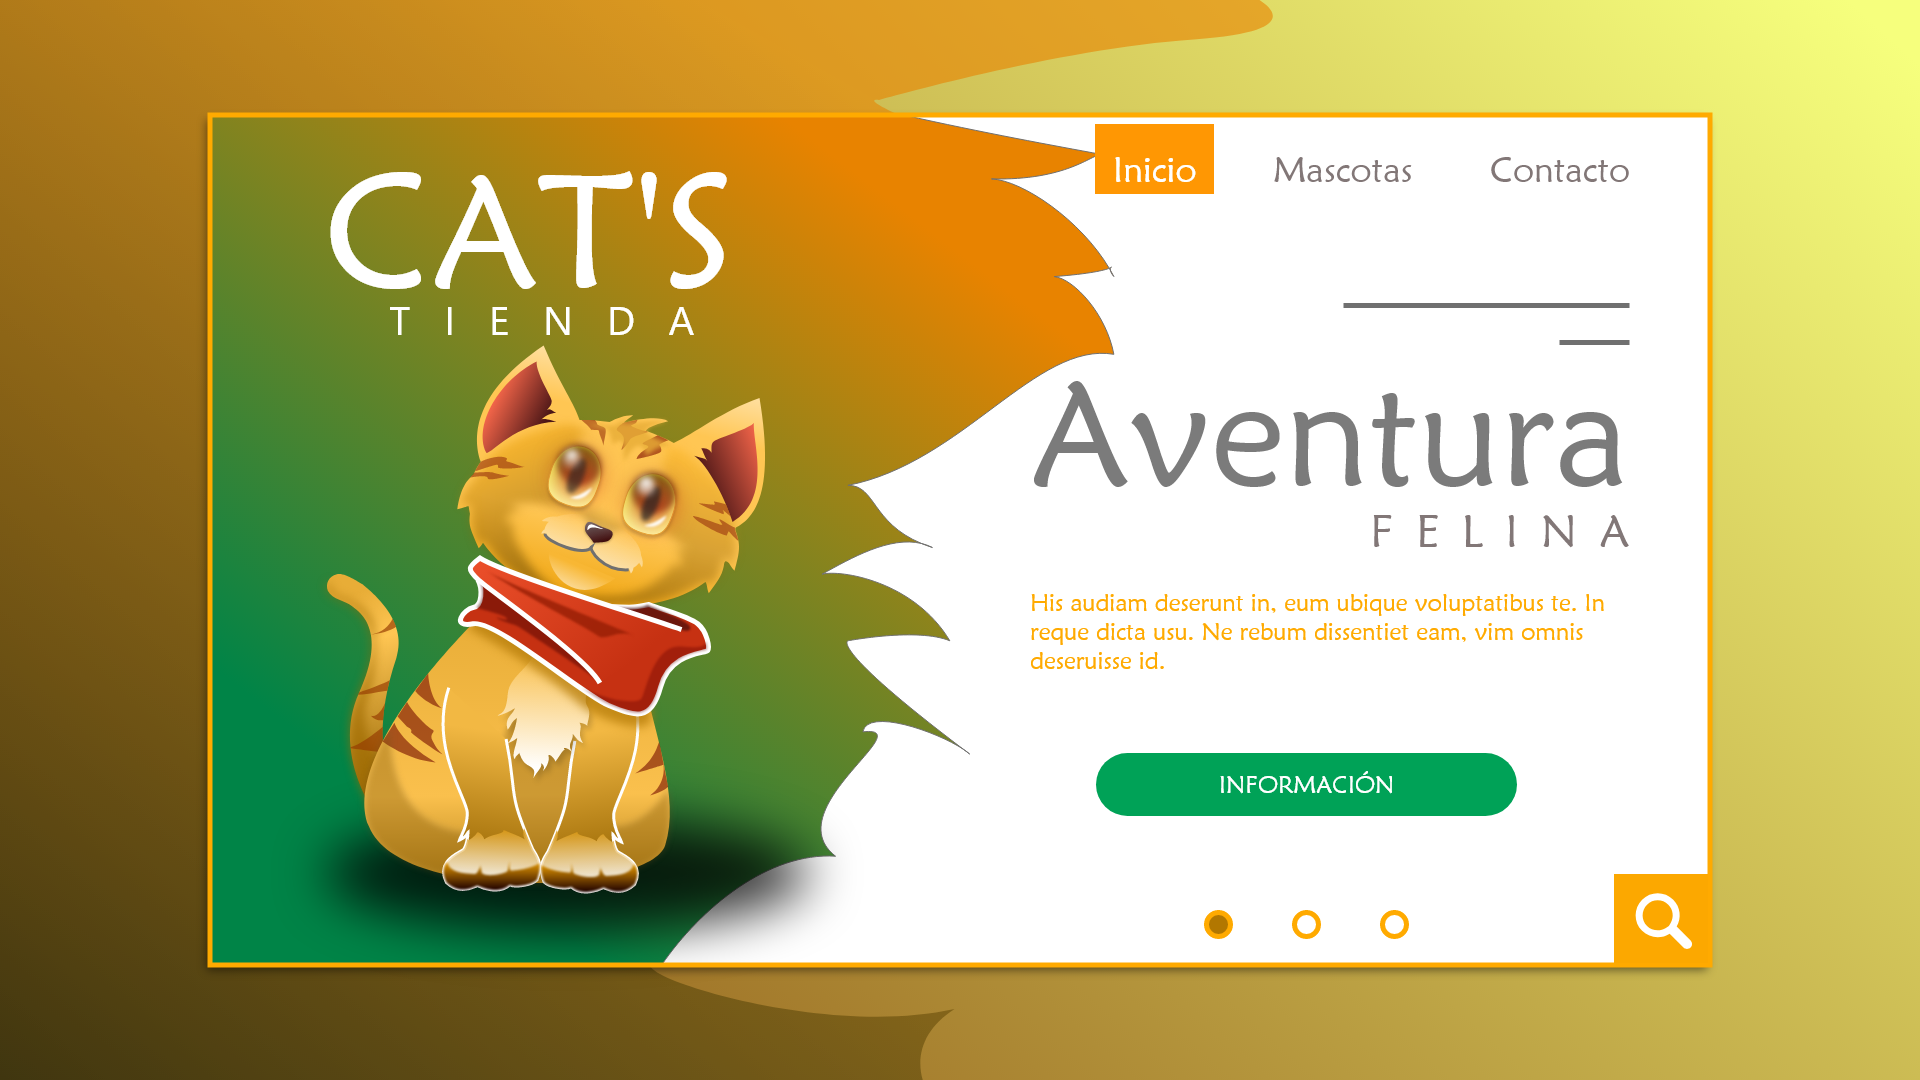 CAT'S
TIENDA
Inicio
Mascotas
Contacto
Aventura
FELINA
His audiam deserunt in, eum ubique voluptatibus te. In
reque dicta usu. Ne rebum dissentiet eam, vim omnis
deseruisse id.
INFORMACIÓN